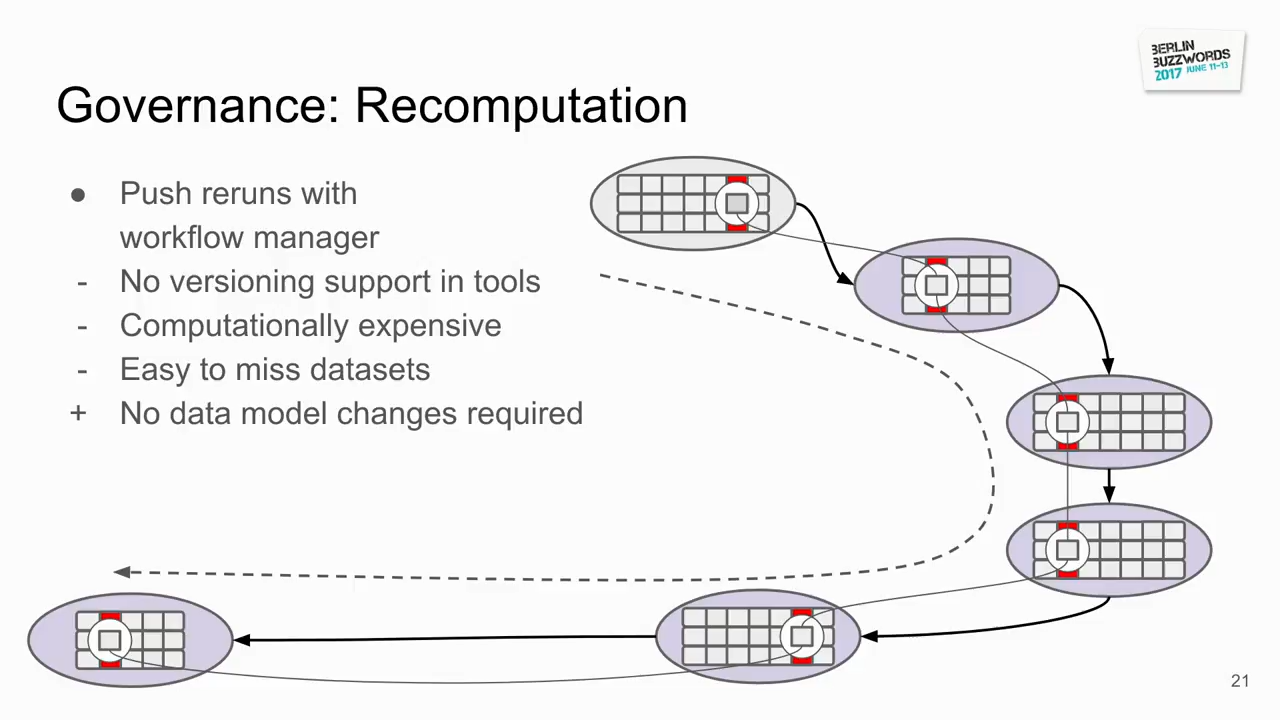 BERLIN
BUZZWORDS
2017 JUNE 11-13
Governance: Recomputation
● Push reruns with
workflow manager
- No versioning support in tools
- Computationally expensive
- Easy to miss datasets
+ No data model changes required
21